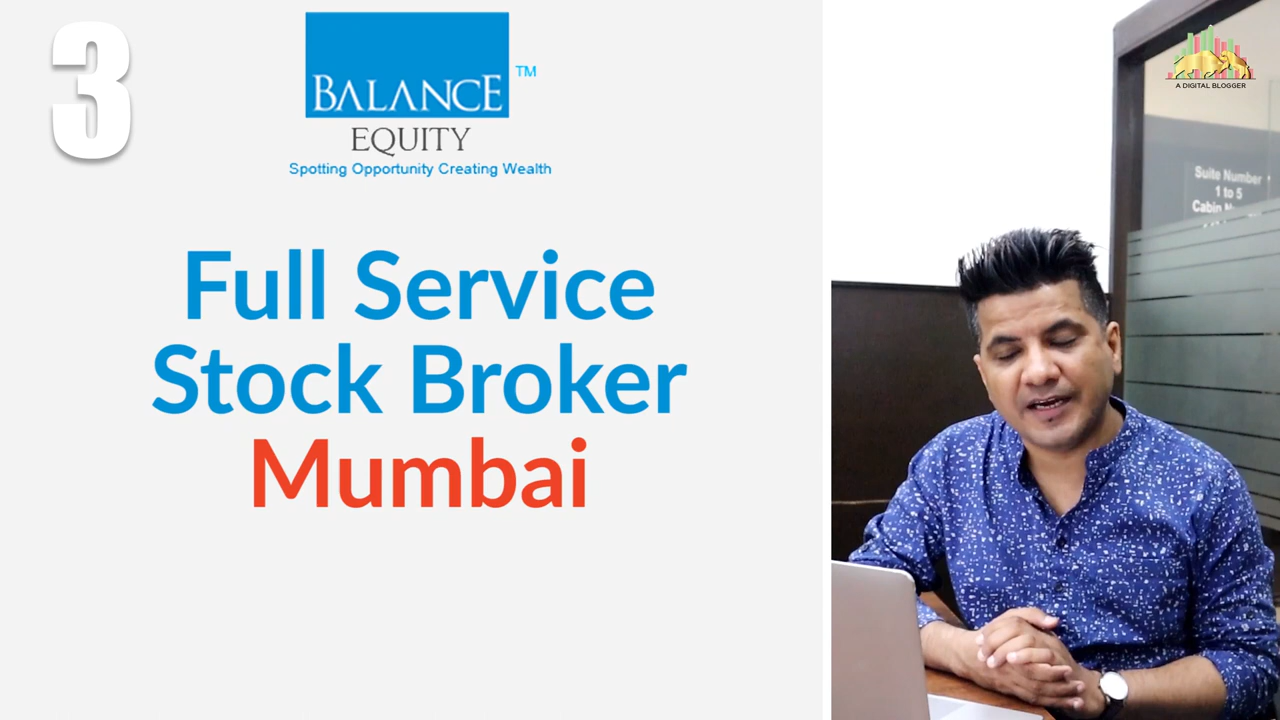 3
BALANCE
TM
EQUITY
Spotting Opportunity Creating Wealth
Full Service
Stock Broker
Mumbai
A DIGITAL BLOGGER
Suite Number
1 to 5
Cabin